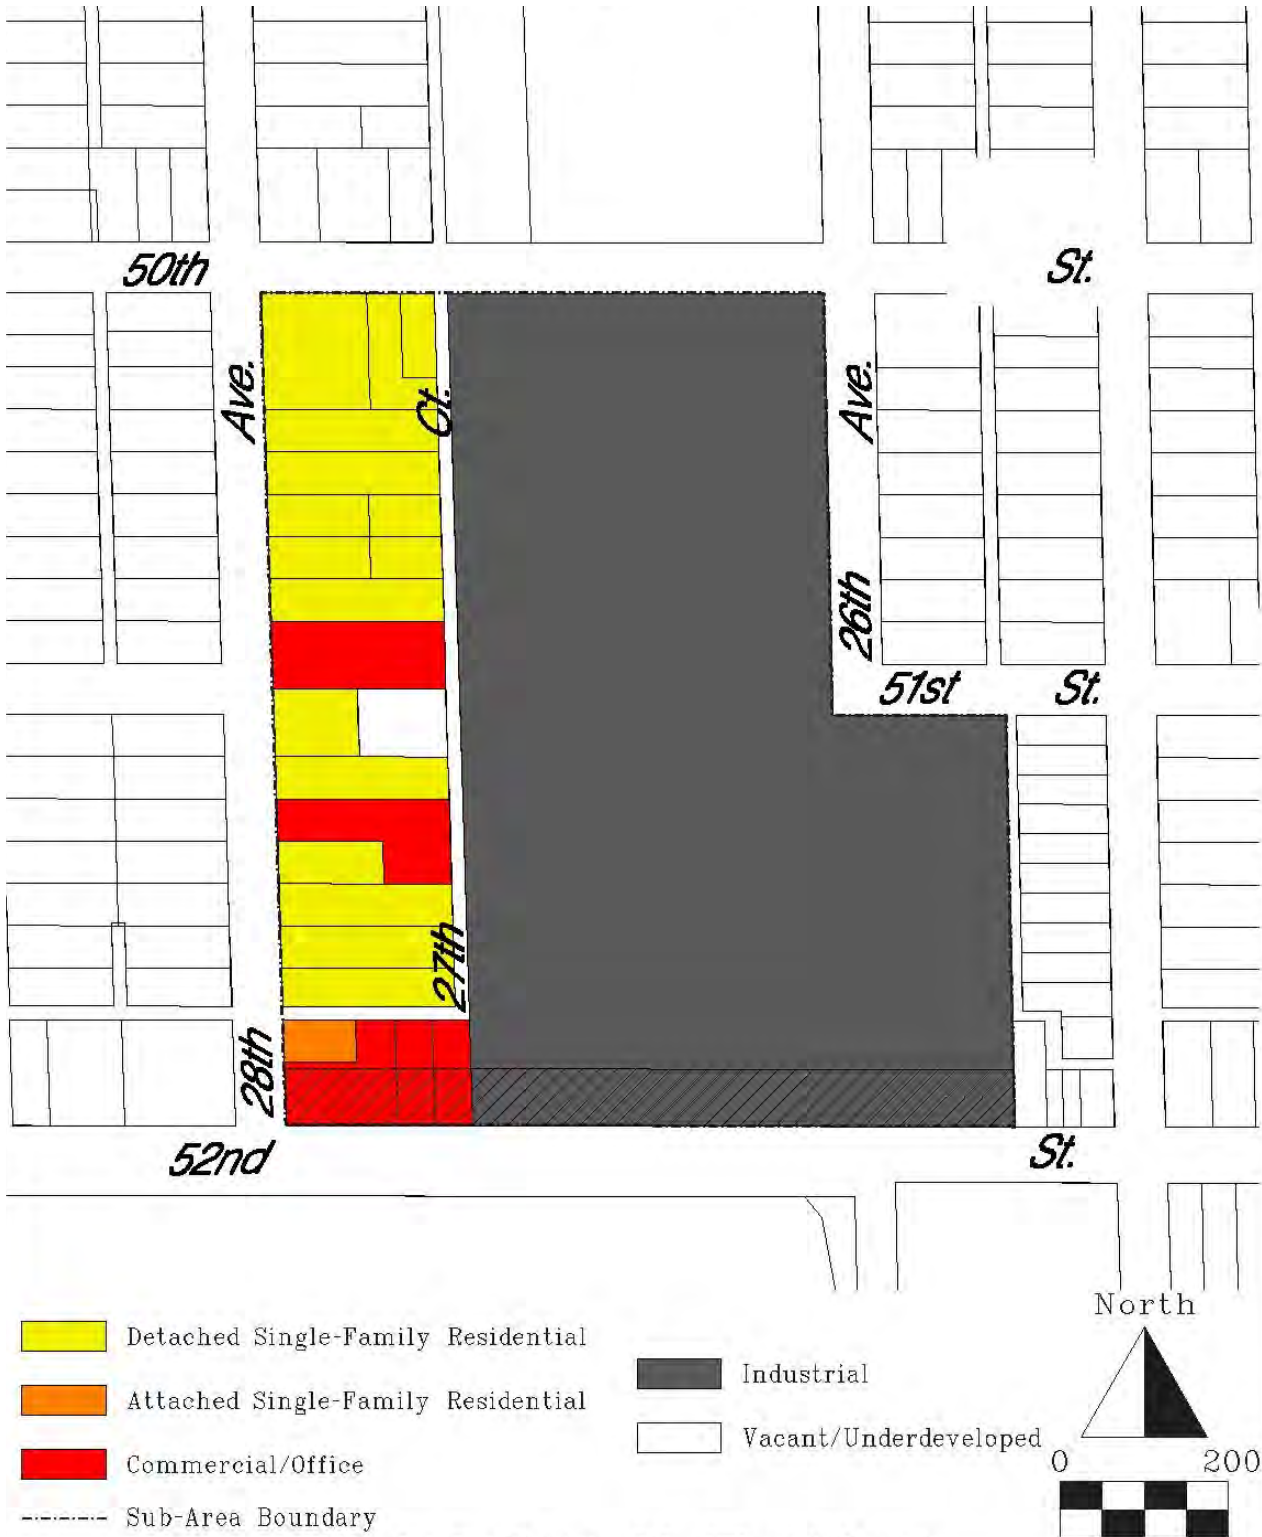 50th
St.
Ave.
Ct.
Ave.
26th
51st
St.
27th
28th
52nd
St.
North
Detached Single-Family Residential
Industrial
Attached Single-Family Residential
Vacant/Underdeveloped
Commercial/Office
0 200
Sub-Area Boundary